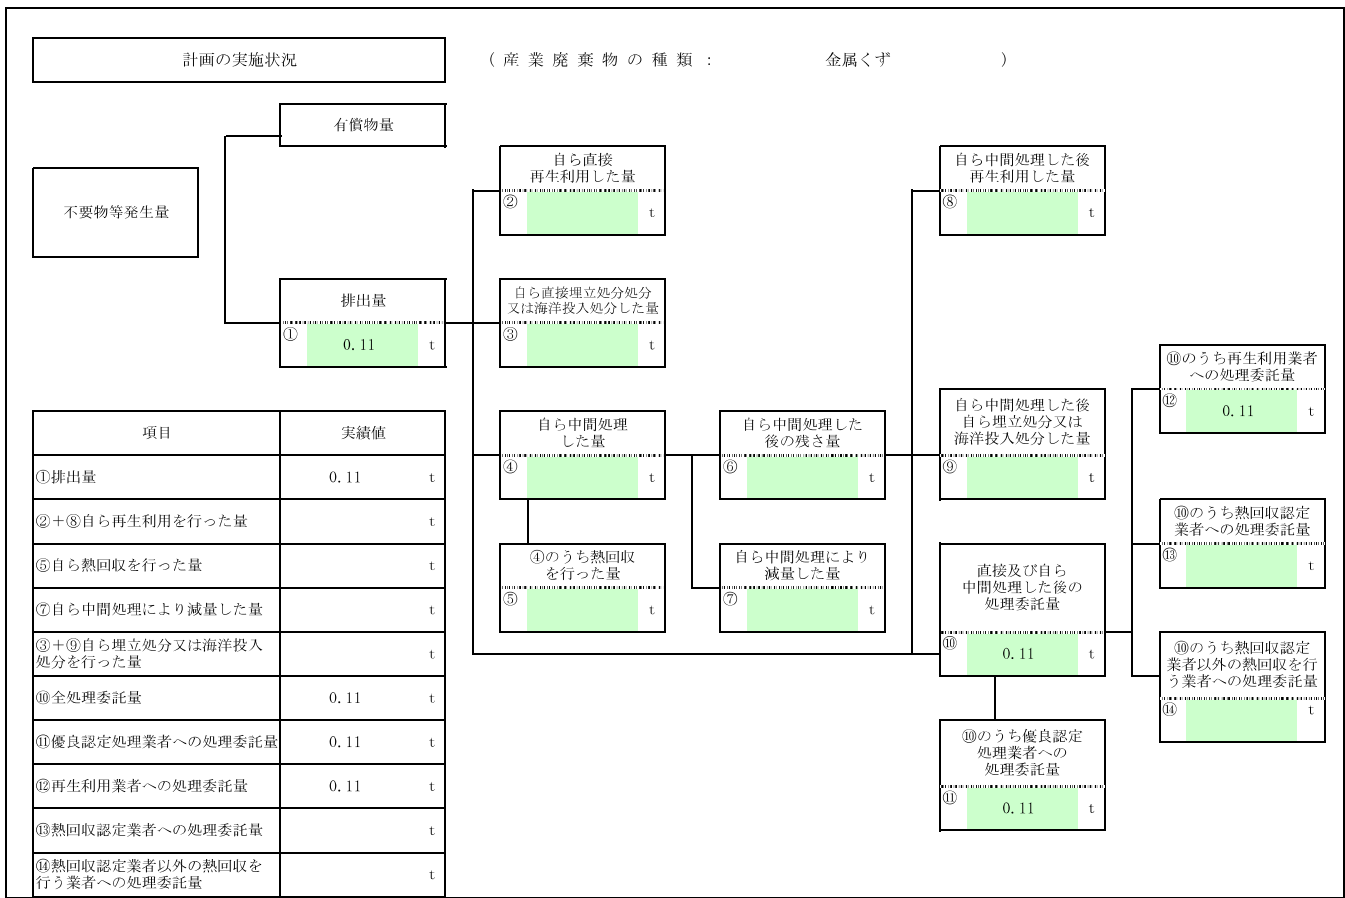 計画の実施状況
(産業廃棄物の種類: 金属くず )
有償物量
不要物等発生量
排出量
① 0.11 t
自ら直接
再生利用した量
② t
自ら直接埋立処分処分
又は海洋投入処分した量
③ t
自ら中間処理
した量
④ t
④のうち熱回収
を行った量
⑤ t
自ら中間処理した
後の残さ量
⑥ t
自ら中間処理により
減量した量
⑦ t
自ら中間処理した後
再生利用した量
⑧ t
自ら中間処理した後
自ら埋立処分又は
海洋投入処分した量
⑨ t
直接及び自ら
中間処理した後の
処理委託量
⑩ 0.11 t
⑩のうち優良認定
処理業者への
処理委託量
⑪ 0.11 t
⑩のうち再生利用業者
への処理委託量
⑫ 0.11 t
⑩のうち熱回収認定
業者への処理委託量
⑬ t
⑩のうち熱回収認定
業者以外の熱回収を行
う業者への処理委託量
⑭ t
項目 実績値
①排出量 0.11 t
②+⑧自ら再生利用を行った量 t
⑤自ら熱回収を行った量 t
⑦自ら中間処理により減量した量 t
③+⑨自ら埋立処分又は海洋投入
処分を行った量 t
⑩全処理委託量 0.11 t
⑪優良認定処理業者への処理委託量 0.11 t
⑫再生利用業者への処理委託量 0.11 t
⑬熱回収認定業者への処理委託量 t
⑭熱回収認定業者以外の熱回収を
行う業者への処理委託量 t